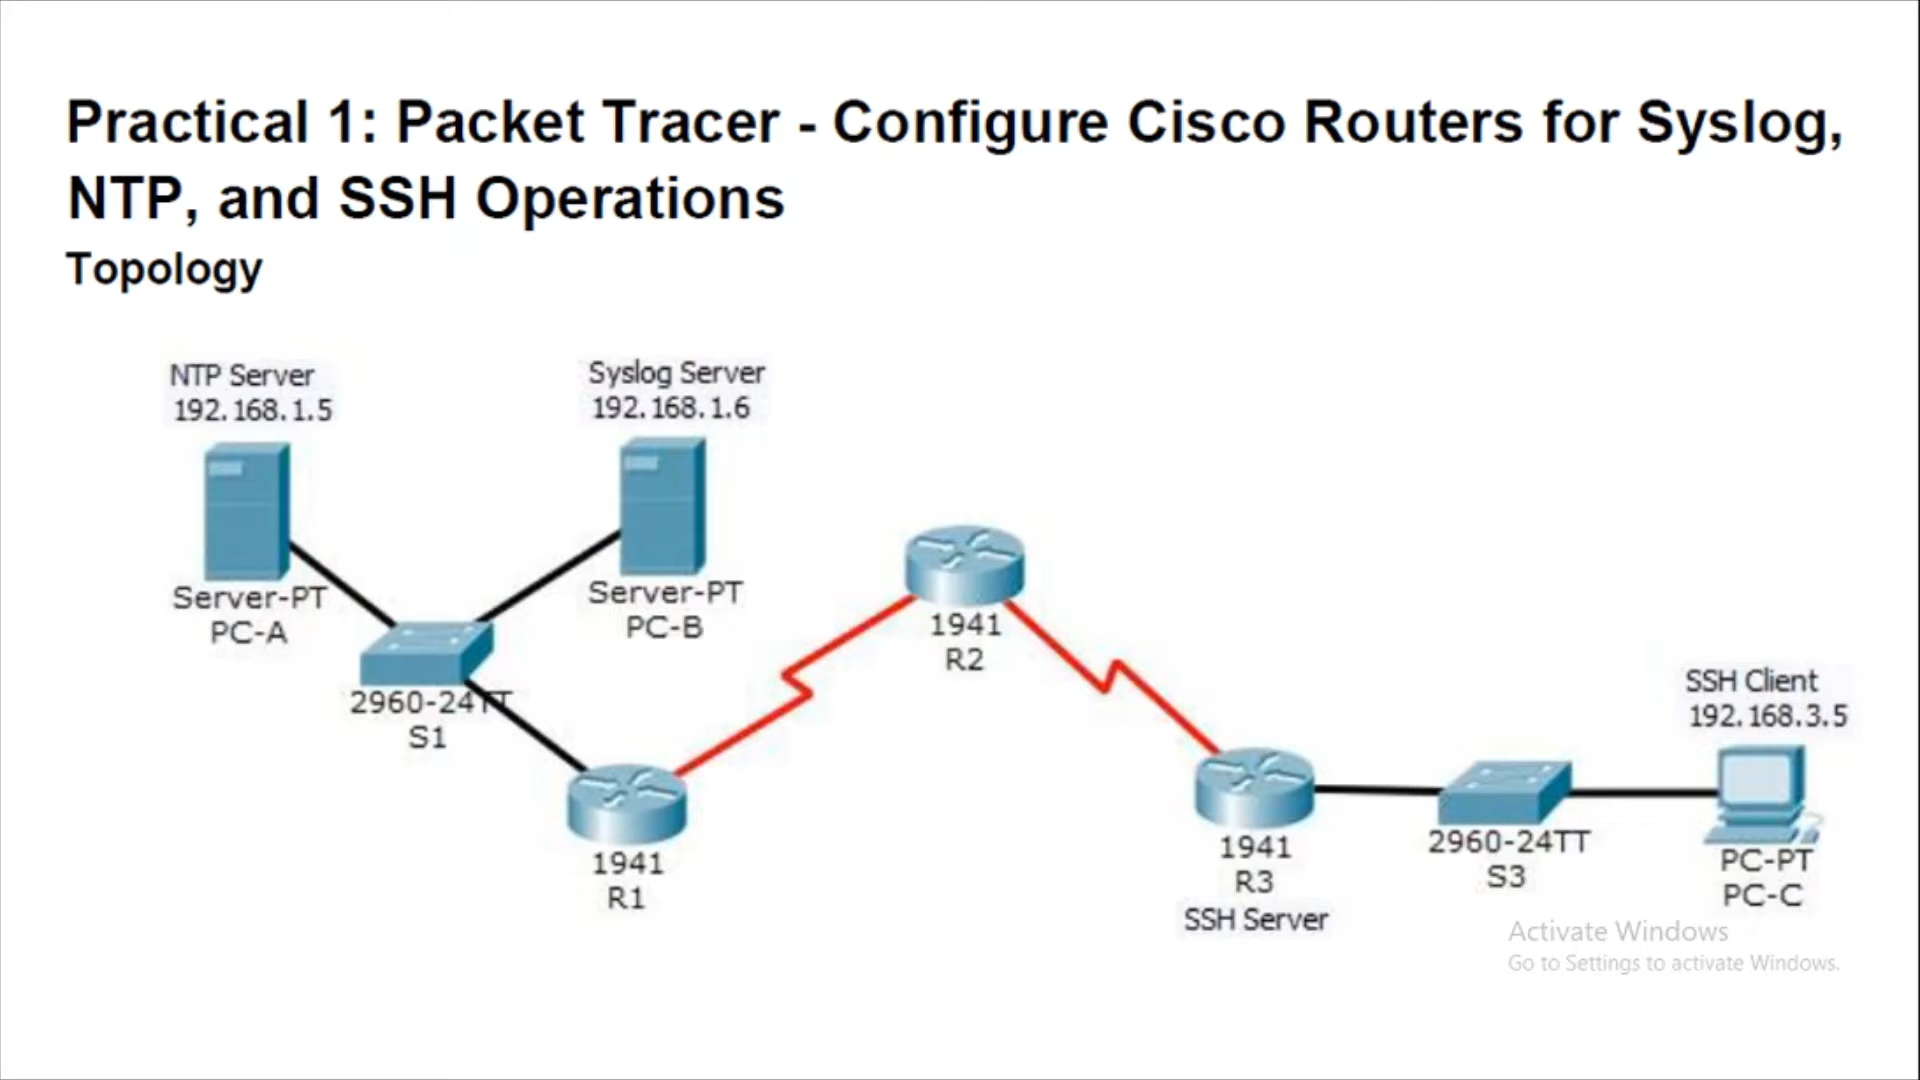 Practical 1: Packet Tracer - Configure Cisco Routers for Syslog,
NTP, and SSH Operations
Topology
NTP Server
192.168.1.5
Syslog Server
192.168.1.6
Server-PT
PC-A
Server-PT
PC-B
2960-24TT
S1
1941
R1
1941
R2
1941
R3
SSH Server
2960-24TT
S3
SSH Client
192.168.3.5
PC-PT
PC-C
Activate Windows
Go to Settings to activate Windows.